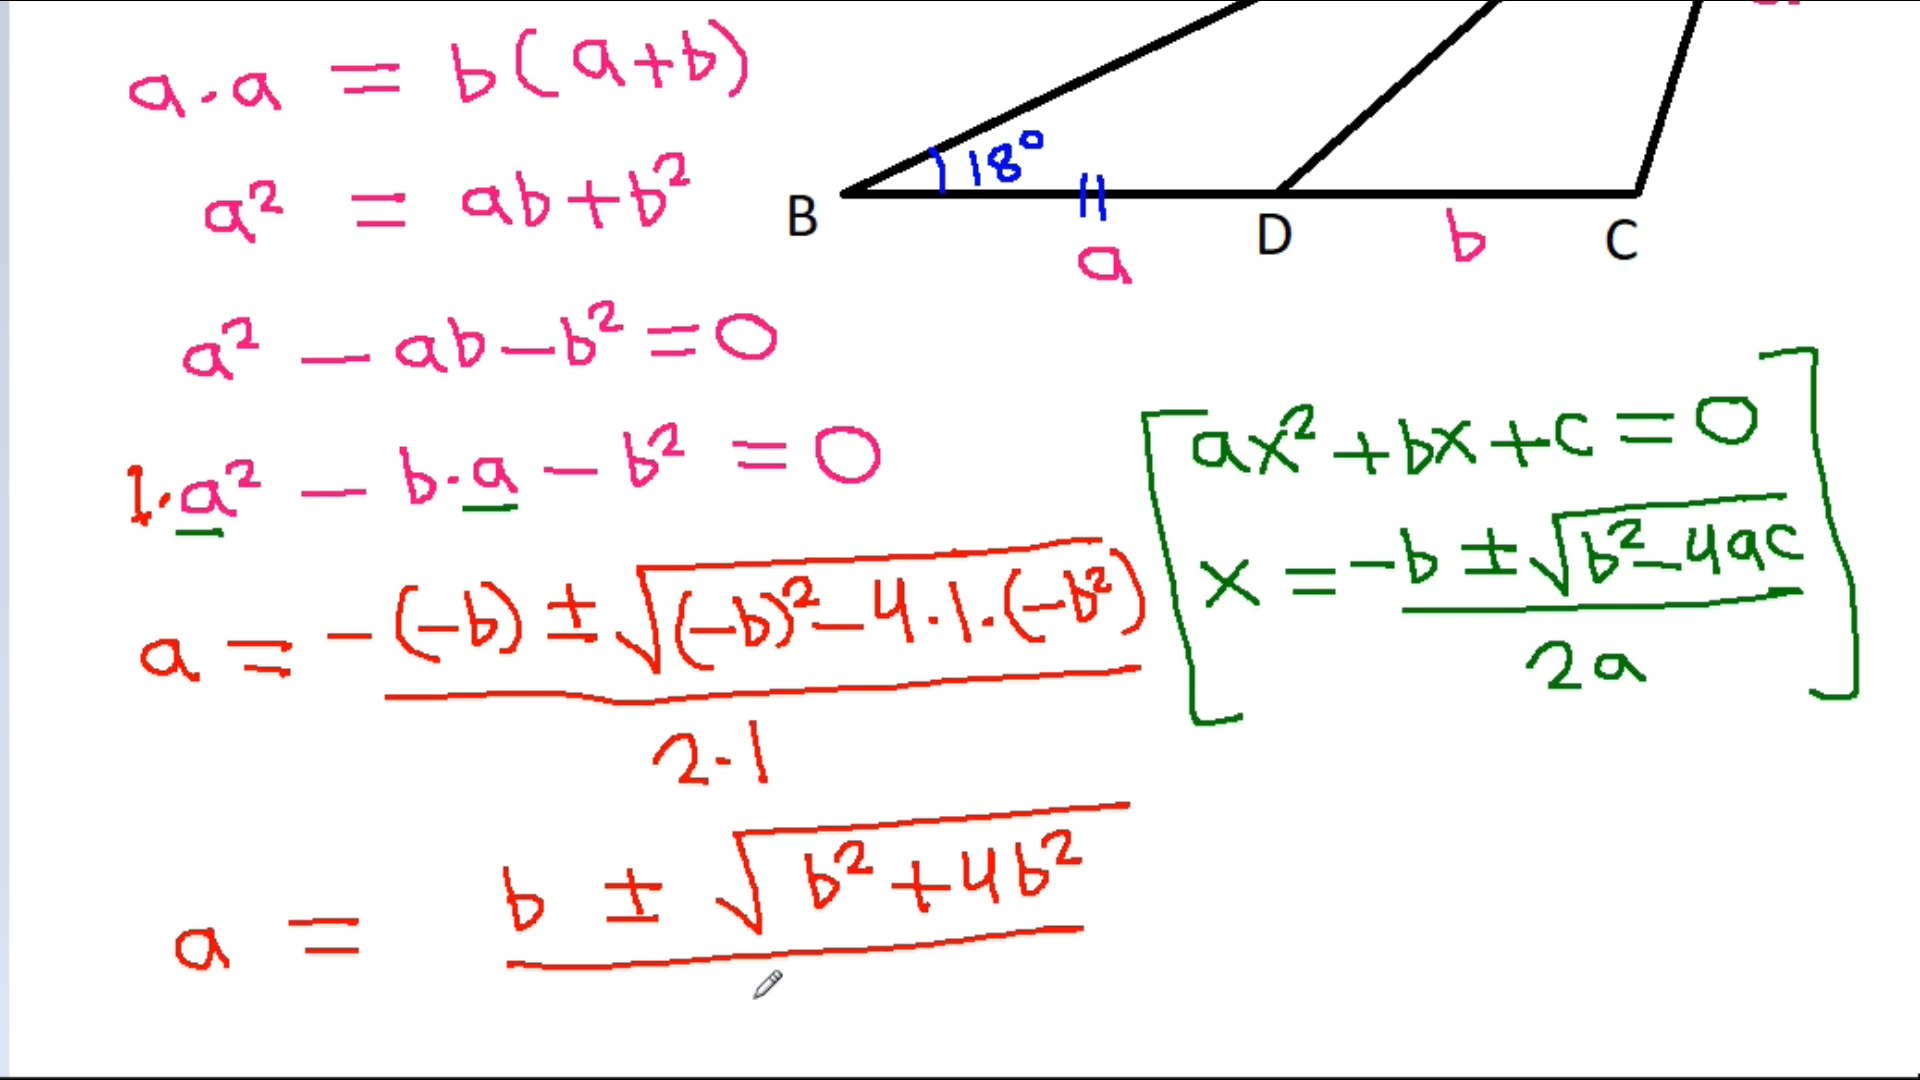 a·a = b(a+b)
a² = ab+b²
a² − ab − b² = 0
1·a² − b·a − b² = 0
a = −(−b) ± √(−b)² − 4·1·(−b²)
2·1
a = b ± √b² + 4b²
18°
B
D
C
a
b
ax² + bx + c = 0
x = −b ± √b² − 4ac
2a